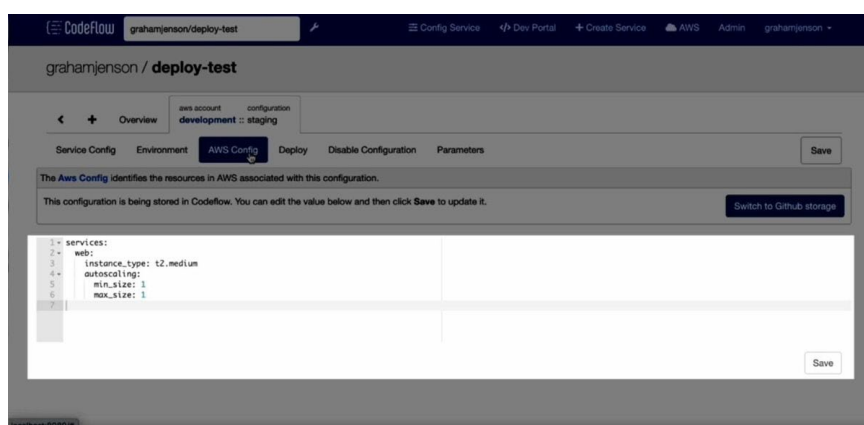 CodeFlow grahamjenson/deploy-test Config Service </> Dev Portal + Create Service AWS Admin grahamjenson
grahamjenson / deploy-test
aws account configuration
+ Overview development :: staging
Service Config Environment AWS Config Deploy Disable Configuration Parameters Save
The Aws Config identifies the resources in AWS associated with this configuration.
This configuration is being stored in Codeflow. You can edit the value below and then click Save to update it. Switch to Github storage
1 services:
2 web:
3 instance_type: t2.medium
4 autoscaling:
5 min_size: 1
6 max_size: 1
7
Save